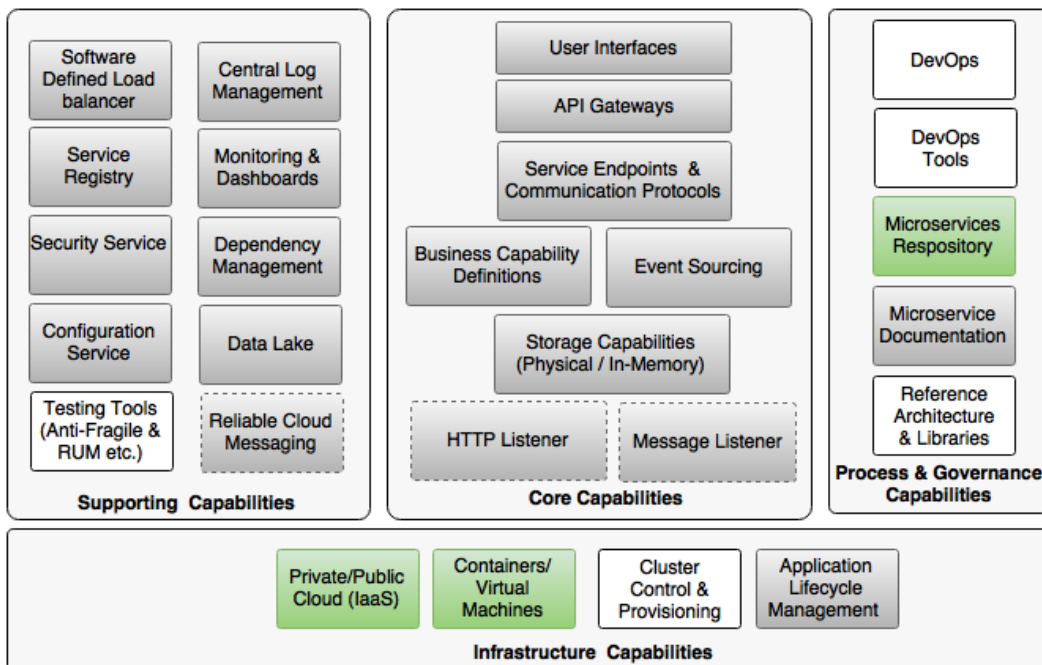 Software
Defined Load
balancer
Central Log
Management
Service
Registry
Monitoring &
Dashboards
Security Service
Dependency
Management
Configuration
Service
Data Lake
Testing Tools
(Anti-Fragile &
RUM etc.)
Reliable Cloud
Messaging
Supporting Capabilities
User Interfaces
API Gateways
Service Endpoints &
Communication Protocols
Business Capability
Definitions
Event Sourcing
Storage Capabilities
(Physical / In-Memory)
HTTP Listener
Message Listener
Core Capabilities
DevOps
DevOps
Tools
Microservices
Respository
Microservice
Documentation
Reference
Architecture
& Libraries
Process & Governance
Capabilities
Private/Public
Cloud (IaaS)
Containers/
Virtual
Machines
Cluster
Control &
Provisioning
Application
Lifecycle
Management
Infrastructure Capabilities